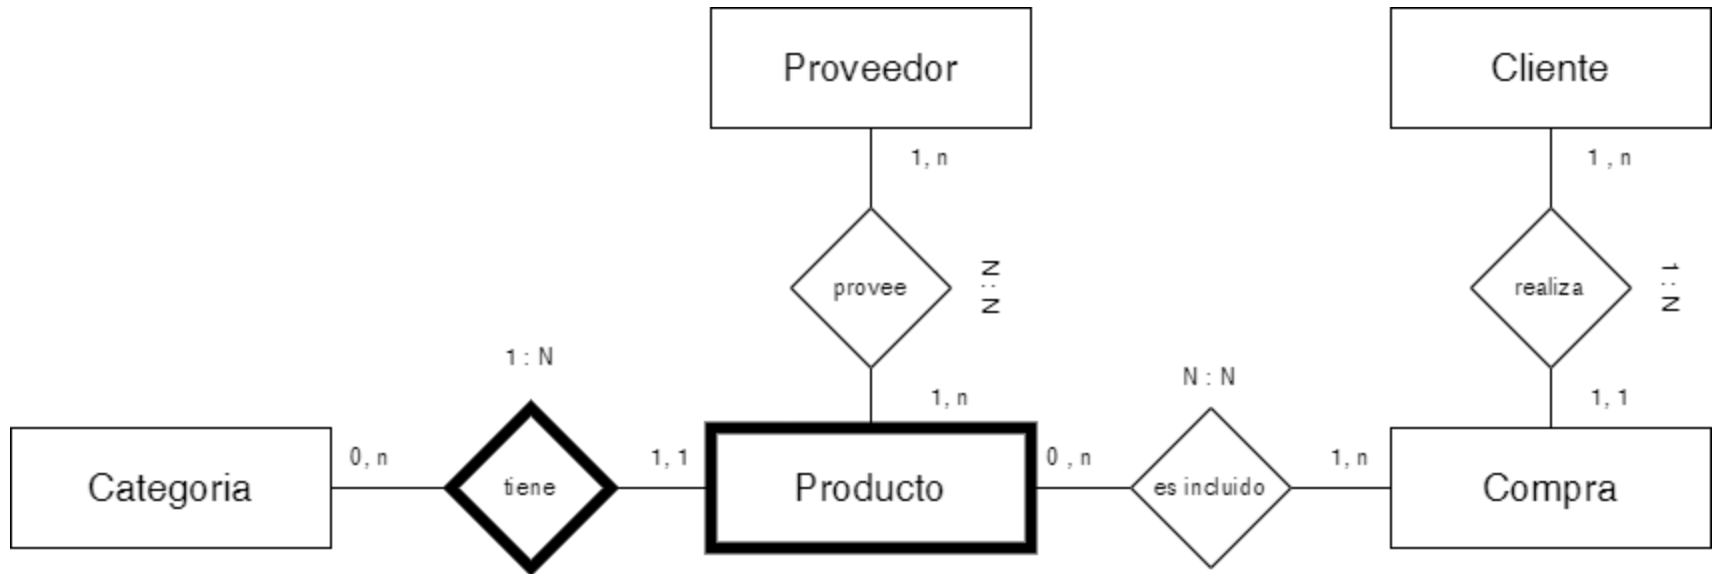 Proveedor
Cliente
1, n
1 , n
provee
N : N
realiza
1 : N
1 : N
N : N
1, n
1, 1
Categoria
0, n
tiene
1, 1
Producto
0 , n
es incluido
1, n
Compra